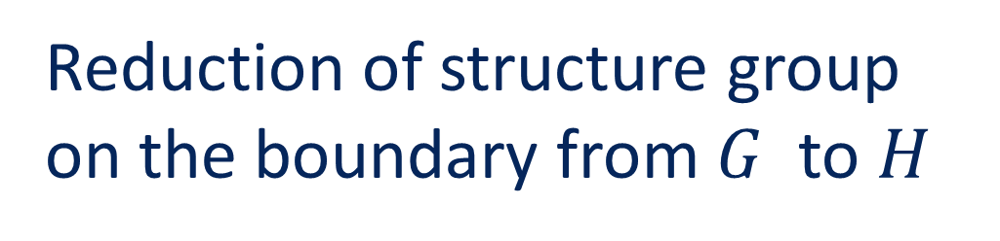 Reduction of structure group
on the boundary from G to H